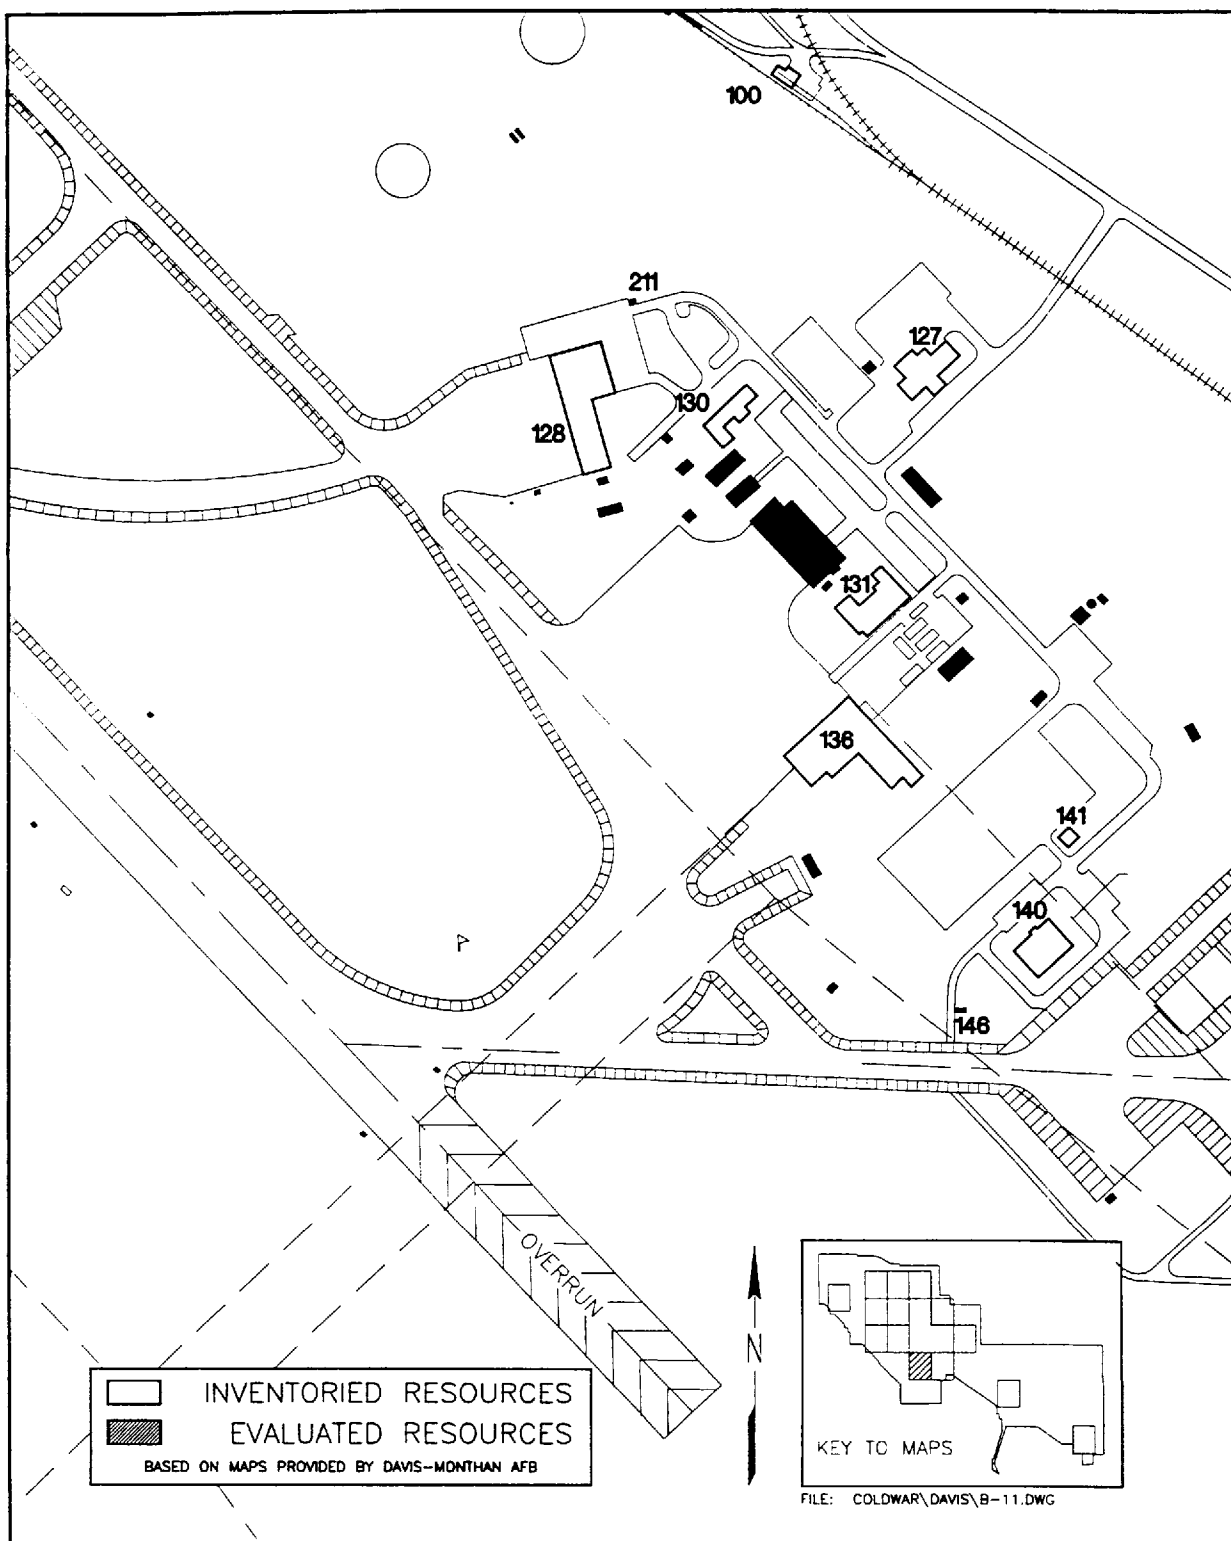 100
211
127
130
128
131
136
141
140
146
OVERRUN
N
INVENTORIED RESOURCES
EVALUATED RESOURCES
BASED ON MAPS PROVIDED BY DAVIS-MONTHAN AFB
KEY TO MAPS
FILE: COLDWAR\DAVIS\B-11.DWG